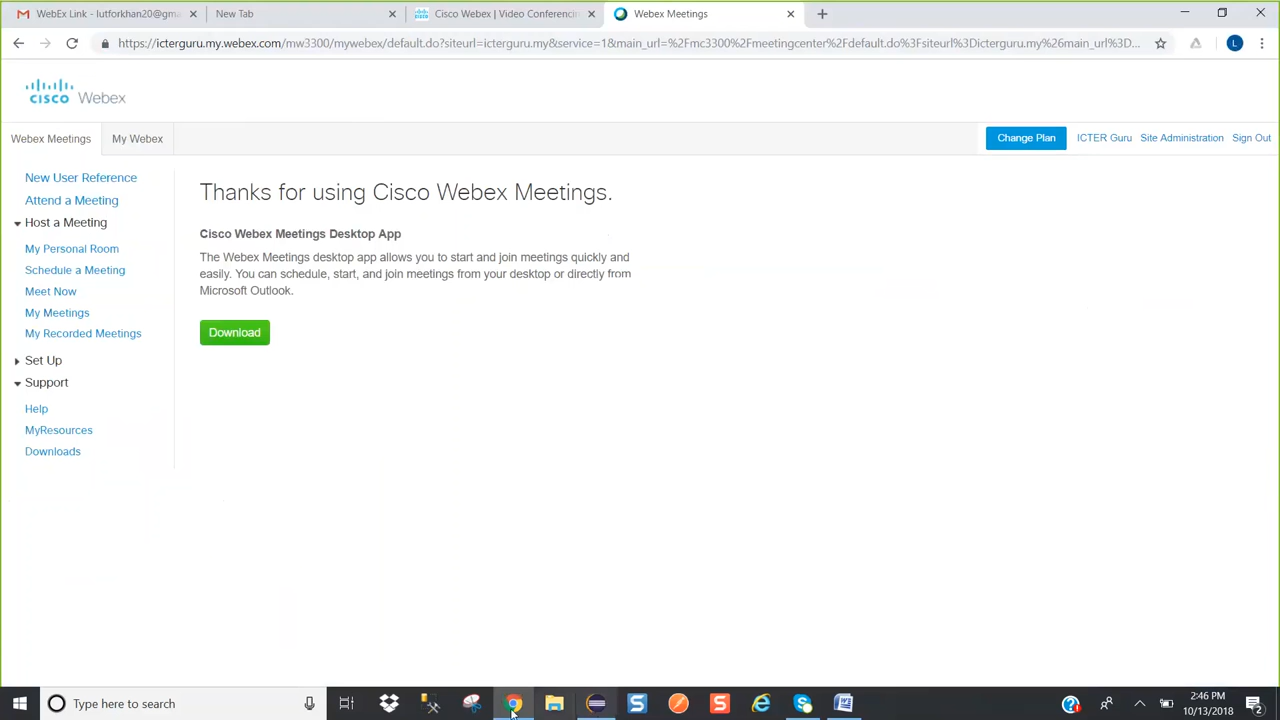 WebEx Link - lutforkhan20@gma
New Tab
Cisco Webex | Video Conferencin
Webex Meetings
https://icterguru.my.webex.com/mw3300/mywebex/default.do?siteurl=icterguru.my&service=1&main_url=%2Fmc3300%2Fmeetingcenter%2Fdefault.do%3Fsiteurl%3Dicterguru.my%26main_url%3D...
L
cisco Webex
Webex Meetings
My Webex
Change Plan
ICTER Guru
Site Administration
Sign Out
New User Reference
Attend a Meeting
Host a Meeting
My Personal Room
Schedule a Meeting
Meet Now
My Meetings
My Recorded Meetings
Set Up
Support
Help
MyResources
Downloads
Thanks for using Cisco Webex Meetings.
Cisco Webex Meetings Desktop App
The Webex Meetings desktop app allows you to start and join meetings quickly and
easily. You can schedule, start, and join meetings from your desktop or directly from
Microsoft Outlook.
Download
Type here to search
2:46 PM
10/13/2018
2